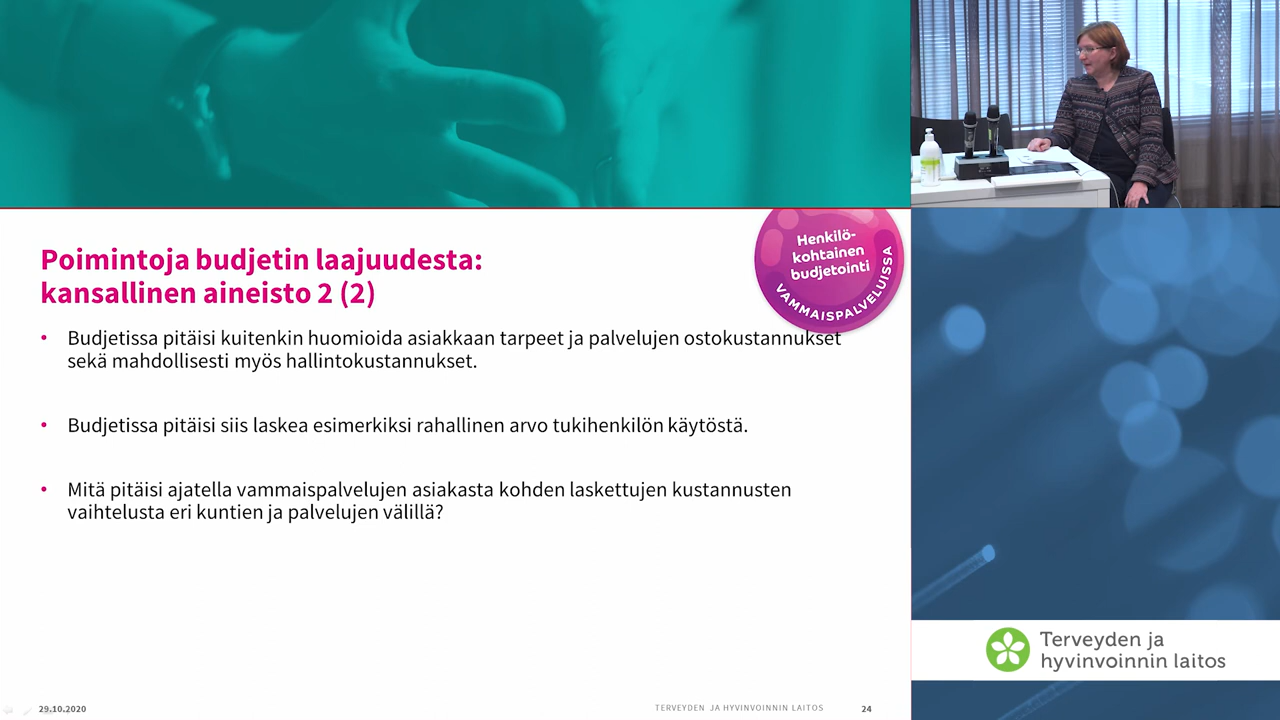 Henkilö-
kohtainen
budjetointi
VAMMAISPALVELUISSA
Poimintoja budjetin laajuudesta:
kansallinen aineisto 2 (2)
• Budjetissa pitäisi kuitenkin huomioida asiakkaan tarpeet ja palvelujen ostokustannukset
sekä mahdollisesti myös hallintokustannukset.
• Budjetissa pitäisi siis laskea esimerkiksi rahallinen arvo tukihenkilön käytöstä.
• Mitä pitäisi ajatella vammaispalvelujen asiakasta kohden laskettujen kustannusten
vaihtelusta eri kuntien ja palvelujen välillä?
Terveyden ja
hyvinvoinnin laitos
29.10.2020
TERVEYDEN JA HYVINVOINNIN LAITOS
24